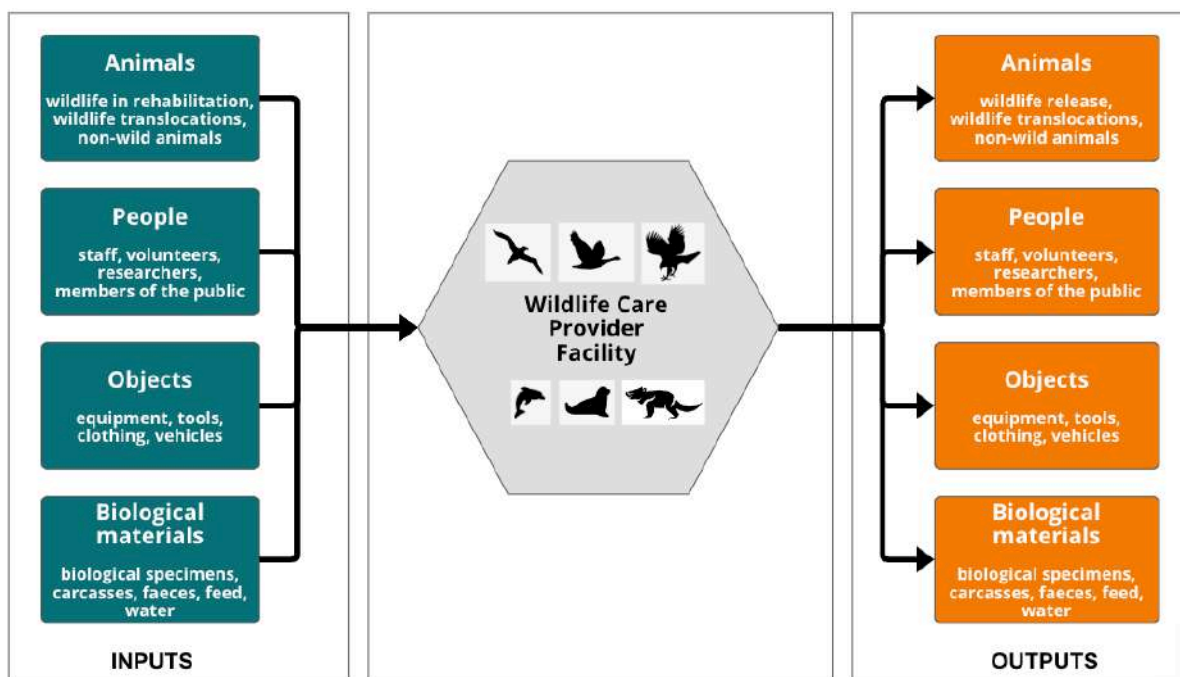 Animals
wildlife in rehabilitation,
wildlife translocations,
non-wild animals
People
staff, volunteers,
researchers,
members of the public
Objects
equipment, tools,
clothing, vehicles
Biological
materials
biological specimens,
carcasses, faeces, feed,
water
INPUTS
Wildlife Care
Provider
Facility
Animals
wildlife release,
wildlife translocations,
non-wild animals
People
staff, volunteers,
researchers,
members of the public
Objects
equipment, tools,
clothing, vehicles
Biological
materials
biological specimens,
carcasses, faeces, feed,
water
OUTPUTS